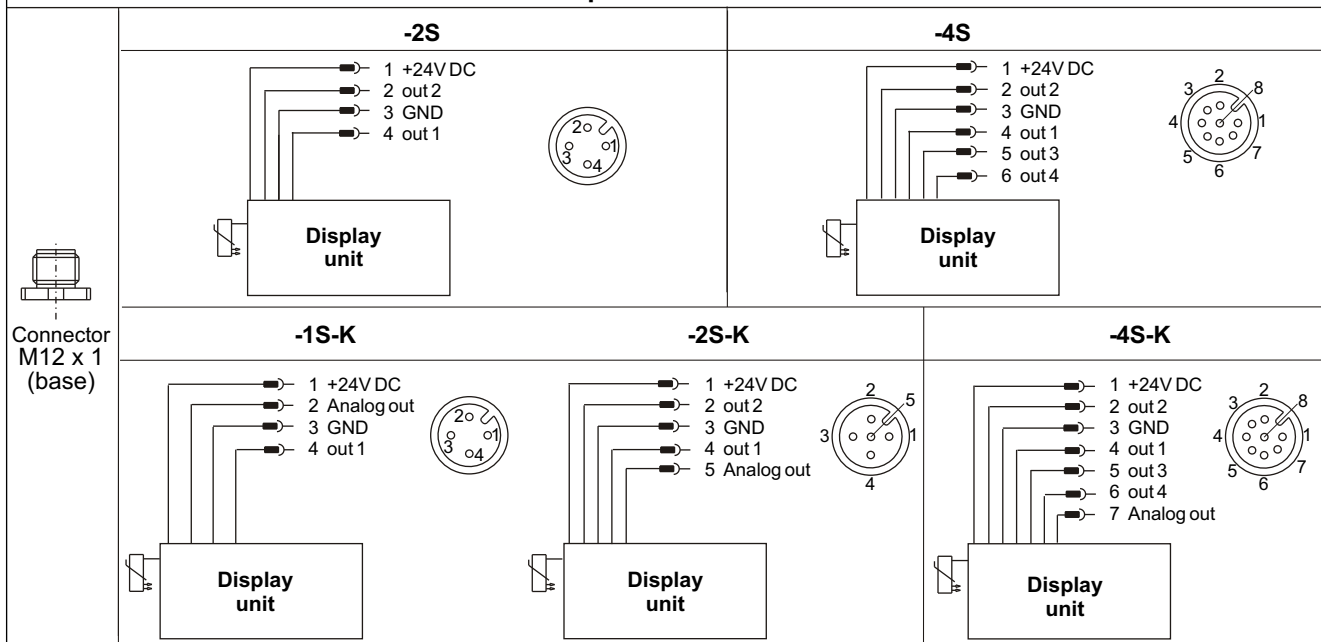 -2S
1 +24V DC
2 out 2
3 GND
4 out 1
2
1
3
4
Display
unit
-4S
1 +24V DC
2 out 2
3 GND
4 out 1
5 out 3
6 out 4
2
3
8
4
1
5
7
6
Display
unit
Connector
M12 x 1
(base)
-1S-K
1 +24V DC
2 Analog out
3 GND
4 out 1
2
1
3
4
Display
unit
-2S-K
1 +24V DC
2 out 2
3 GND
4 out 1
5 Analog out
2
5
3
1
4
Display
unit
-4S-K
1 +24V DC
2 out 2
3 GND
4 out 1
5 out 3
6 out 4
7 Analog out
2
3
8
4
1
5
7
6
Display
unit